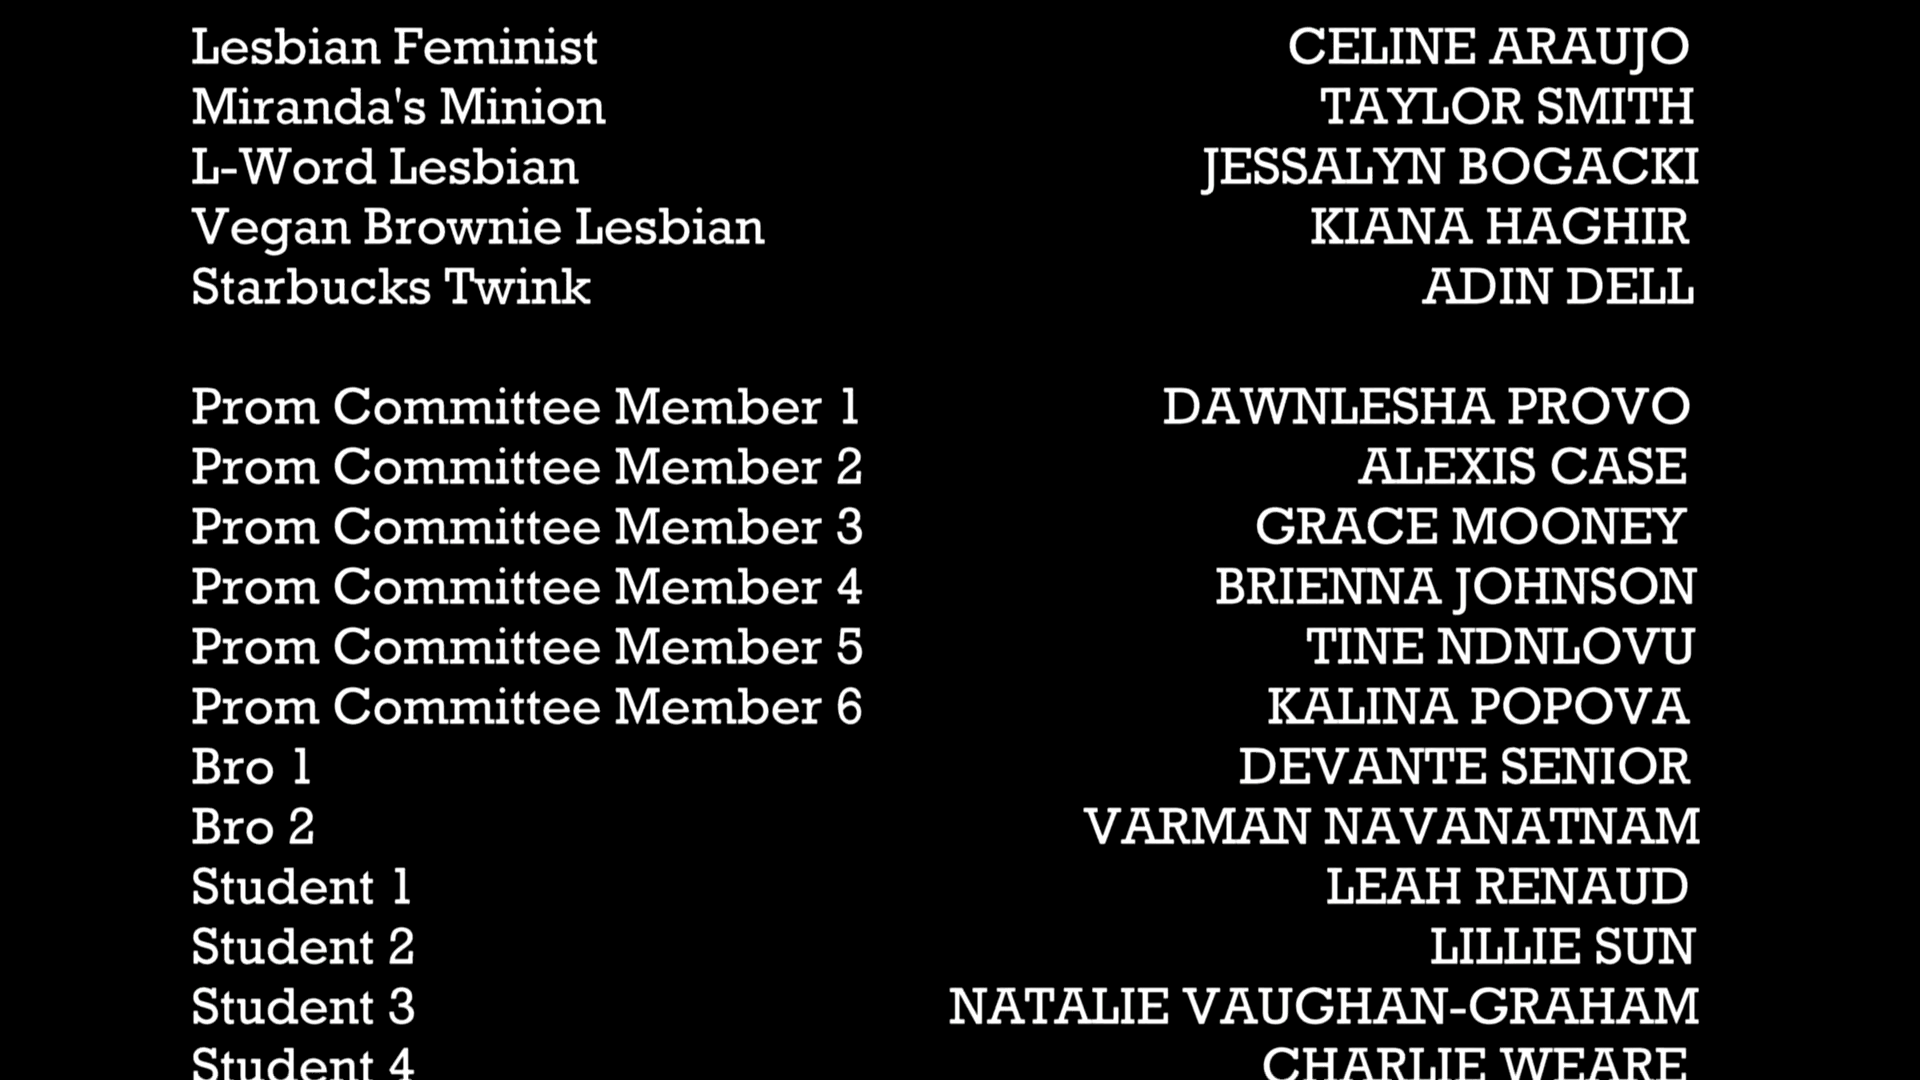 Lesbian Feminist CELINE ARAUJO
Miranda's Minion TAYLOR SMITH
L-Word Lesbian JESSALYN BOGACKI
Vegan Brownie Lesbian KIANA HAGHIR
Starbucks Twink ADIN DELL
Prom Committee Member 1 DAWNLESHA PROVO
Prom Committee Member 2 ALEXIS CASE
Prom Committee Member 3 GRACE MOONEY
Prom Committee Member 4 BRIENNA JOHNSON
Prom Committee Member 5 TINE NDNLOVU
Prom Committee Member 6 KALINA POPOVA
Bro 1 DEVANTE SENIOR
Bro 2 VARMAN NAVANATNAM
Student 1 LEAH RENAUD
Student 2 LILLIE SUN
Student 3 NATALIE VAUGHAN-GRAHAM
Student 4 CHARLIE WEARE